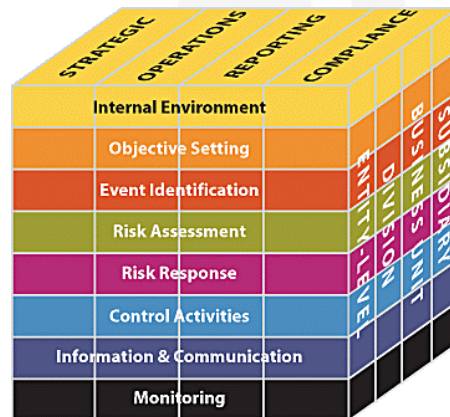 STRATEGIC
OPERATIONS
REPORTING
COMPLIANCE
Internal Environment
Objective Setting
Event Identification
Risk Assessment
Risk Response
Control Activities
Information & Communication
Monitoring
ENTITY-LEVEL
DIVISION
BUSINESS UNIT
SUBSIDIARY